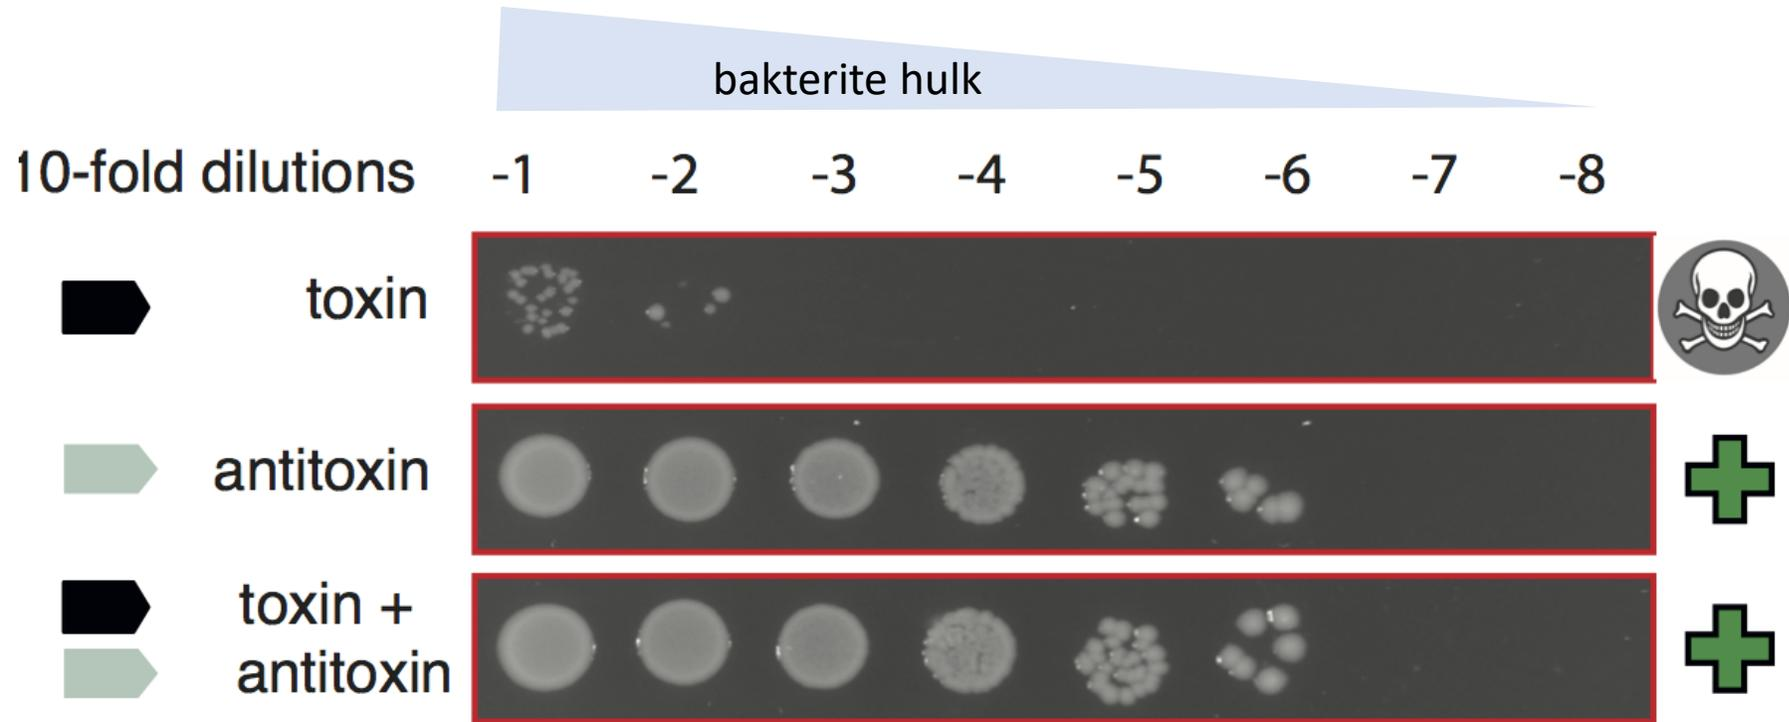 bakterite hulk
10-fold dilutions -1 -2 -3 -4 -5 -6 -7 -8
toxin
antitoxin
toxin +
antitoxin